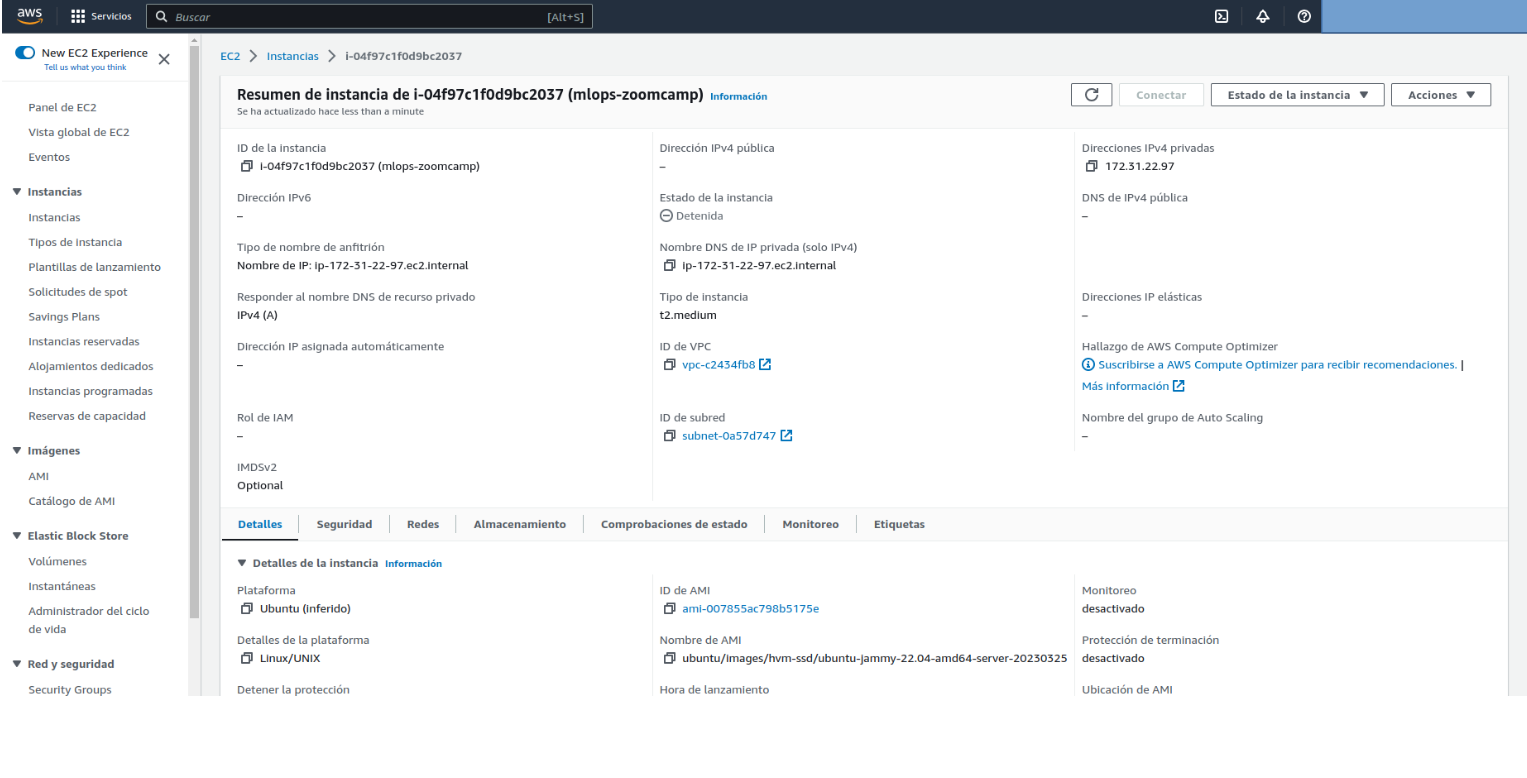 aws
Servicios
Buscar
[Alt+S]
New EC2 Experience
Tell us what you think
Panel de EC2
Vista global de EC2
Eventos
Instancias
Instancias
Tipos de instancia
Plantillas de lanzamiento
Solicitudes de spot
Savings Plans
Instancias reservadas
Alojamientos dedicados
Instancias programadas
Reservas de capacidad
Imágenes
AMI
Catálogo de AMI
Elastic Block Store
Volúmenes
Instantáneas
Administrador del ciclo
de vida
Red y seguridad
Security Groups
EC2 > Instancias > i-04f97c1f0d9bc2037
Resumen de instancia de i-04f97c1f0d9bc2037 (mlops-zoomcamp) Información
Se ha actualizado hace less than a minute
Conectar
Estado de la instancia
Acciones
ID de la instancia
i-04f97c1f0d9bc2037 (mlops-zoomcamp)
Dirección IPv4 pública
–
Direcciones IPv4 privadas
172.31.22.97
Dirección IPv6
–
Estado de la instancia
Detenida
DNS de IPv4 pública
–
Tipo de nombre de anfitrión
Nombre de IP: ip-172-31-22-97.ec2.internal
Nombre DNS de IP privada (solo IPv4)
ip-172-31-22-97.ec2.internal
Responder al nombre DNS de recurso privado
IPv4 (A)
Tipo de instancia
t2.medium
Direcciones IP elásticas
–
Dirección IP asignada automáticamente
–
ID de VPC
vpc-c2434fb8
Hallazgo de AWS Compute Optimizer
Suscribirse a AWS Compute Optimizer para recibir recomendaciones. |
Más información
Rol de IAM
–
ID de subred
subnet-0a57d747
Nombre del grupo de Auto Scaling
–
IMDSv2
Optional
Detalles
Seguridad
Redes
Almacenamiento
Comprobaciones de estado
Monitoreo
Etiquetas
Detalles de la instancia Información
Plataforma
Ubuntu (inferido)
ID de AMI
ami-007855ac798b5175e
Monitoreo
desactivado
Detalles de la plataforma
Linux/UNIX
Nombre de AMI
ubuntu/images/hvm-ssd/ubuntu-jammy-22.04-amd64-server-20230325
Protección de terminación
desactivado
Detener la protección
Hora de lanzamiento
Ubicación de AMI